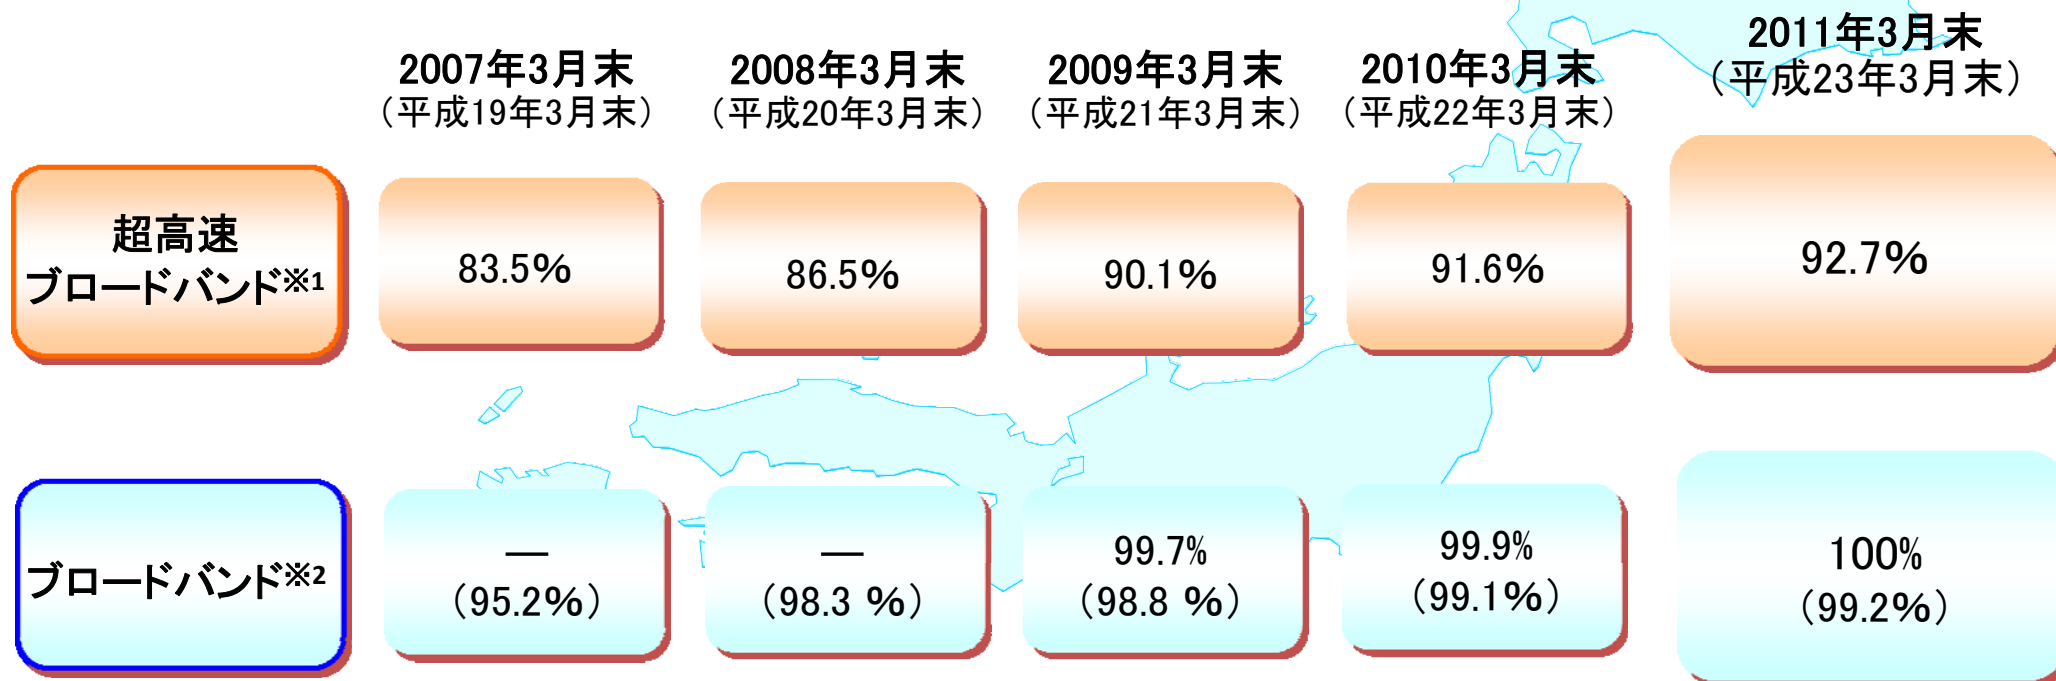 2007年3月末
（平成19年3月末）
2008年3月末
（平成20年3月末）
2009年3月末
（平成21年3月末）
2010年3月末
（平成22年3月末）
2011年3月末
（平成23年3月末）
超高速
ブロードバンド※1
83.5%
86.5%
90.1%
91.6%
92.7%
ブロードバンド※2
―
（95.2%）
―
（98.3 %）
99.7%
（98.8 %）
99.9%
（99.1%）
100%
（99.2%）